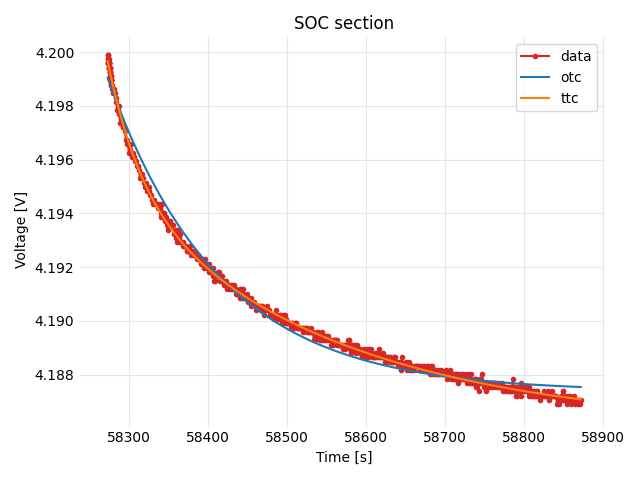 SOC section
data
otc
ttc
4.200
4.198
4.196
4.194
4.192
4.190
4.188
Voltage [V]
58300 58400 58500 58600 58700 58800 58900
Time [s]